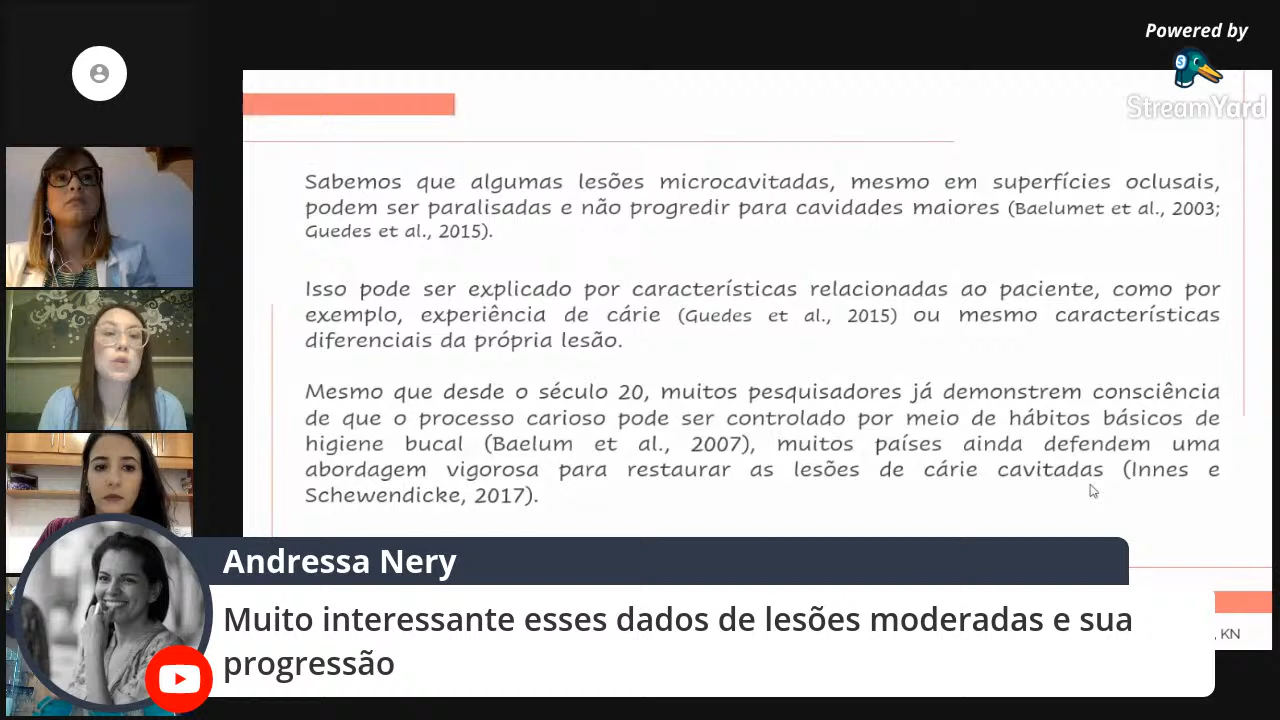 Powered by
StreamYard
Sabemos que algumas lesões microcavitadas, mesmo em superfícies oclusais,
podem ser paralisadas e não progredir para cavidades maiores (Baelumet et al., 2003;
Guedes et al., 2015).
Isso pode ser explicado por características relacionadas ao paciente, como por
exemplo, experiência de cárie (Guedes et al., 2015) ou mesmo características
diferenciais da própria lesão.
Mesmo que desde o século 20, muitos pesquisadores já demonstrem consciência
de que o processo carioso pode ser controlado por meio de hábitos básicos de
higiene bucal (Baelum et al., 2007), muitos países ainda defendem uma
abordagem vigorosa para restaurar as lesões de cárie cavitadas (Innes e
Schewendicke, 2017).
Andressa Nery
Muito interessante esses dados de lesões moderadas e sua
progressão
, KN